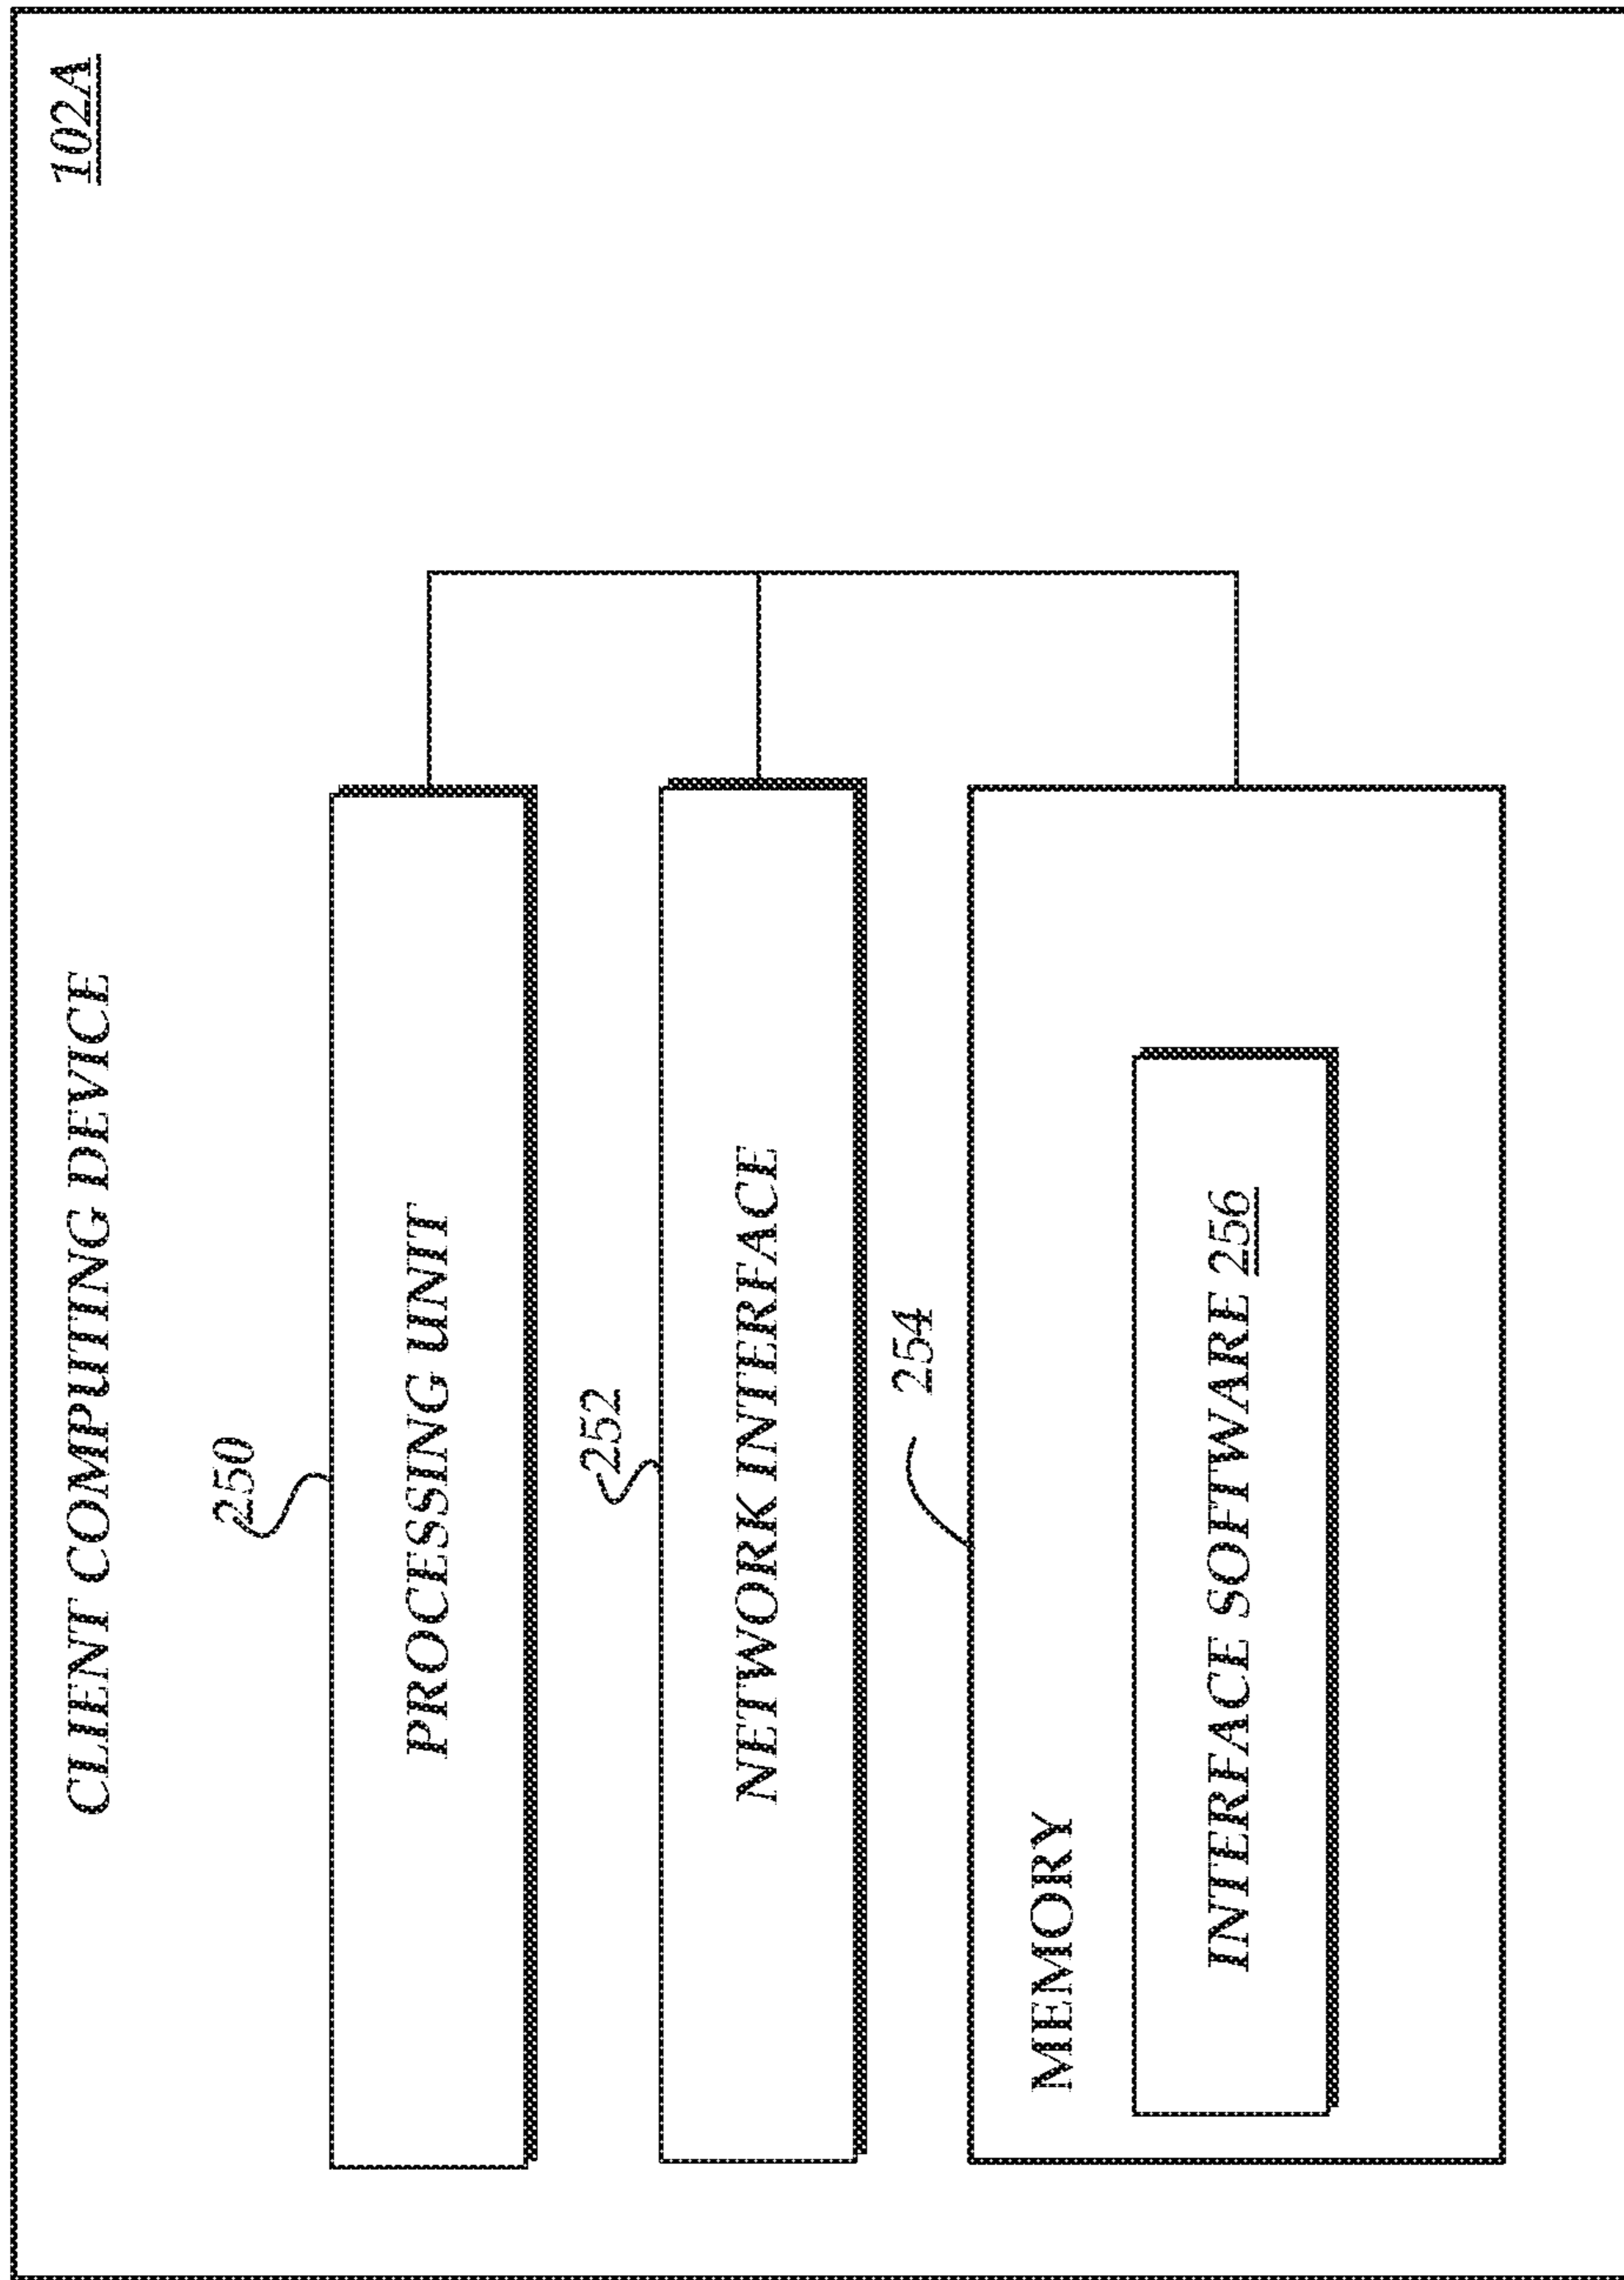 102A
CLIENT COMPUTING DEVICE
250
PROCESSING UNIT
252
NETWORK INTERFACE
254
MEMORY
INTERFACE SOFTWARE 256